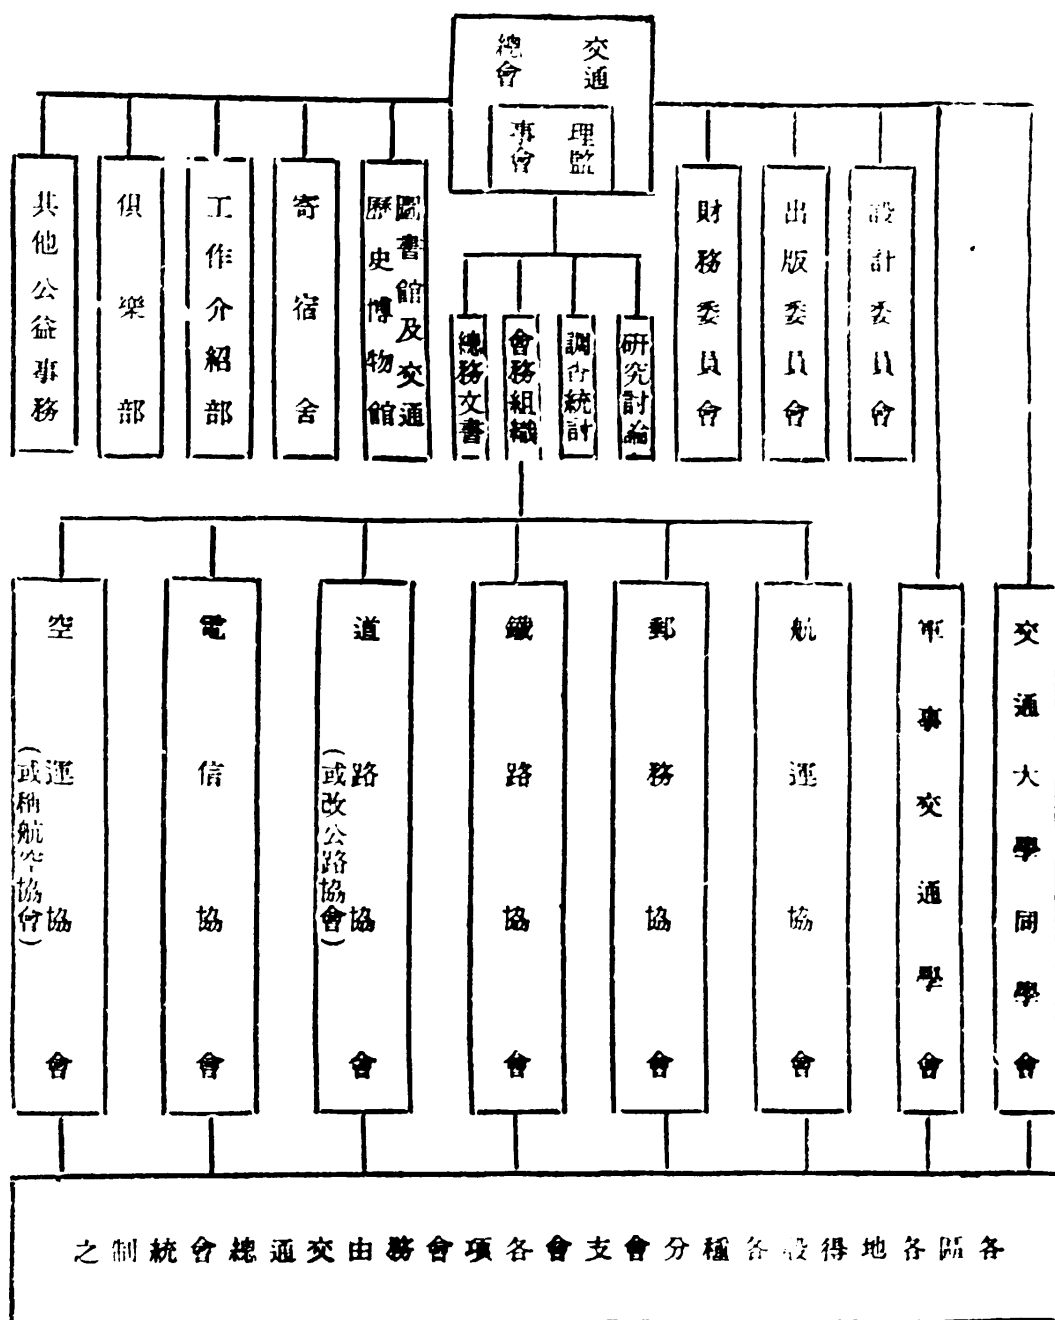 交通
總會
理監
事會
設計委員會
出版委員會
財務委員會
研究討論
調查統計
會務組織
總務文書
圖書館及交通
歷史博物館
寄宿舍
工作介紹部
俱樂部
其他公益事務
交通大學同學會
軍事交通學會
航運協會
郵務協會
鐵路協會
道路協會
(或改公路協會)
電信協會
空運協會
(或稱航空協會)
各區各地得設各種分會支會各項會務由交通總會統制之